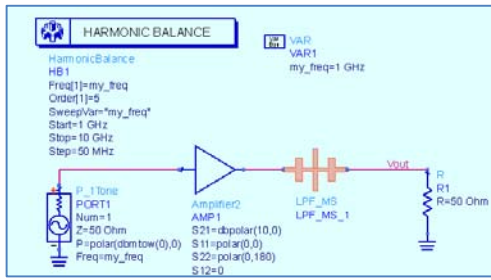 HARMONIC BALANCE
HarmonicBalance
HB1
Freq[1]=my_freq
Order[1]=5
SweepVar="my_freq"
Start=1 GHz
Stop=10 GHz
Step=50 MHz
Var
Eqn
VAR
VAR1
my_freq=1 GHz
P_1Tone
PORT1
Num=1
Z=50 Ohm
P=polar(dbmtow(0),0)
Freq=my_freq
Amplifier2
AMP1
S21=dbpolar(10,0)
S11=polar(0,0)
S22=polar(0,180)
S12=0
LPF_MS
LPF_MS_1
Vout
R
R1
R=50 Ohm